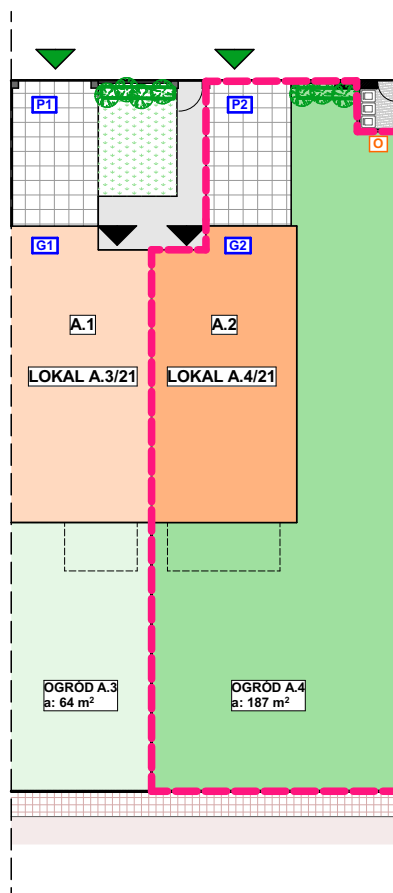 P1
P2
O
G1
G2
A.1
A.2
LOKAL A.3/21
LOKAL A.4/21
OGRÓD A.3
a: 64 m²
OGRÓD A.4
a: 187 m²